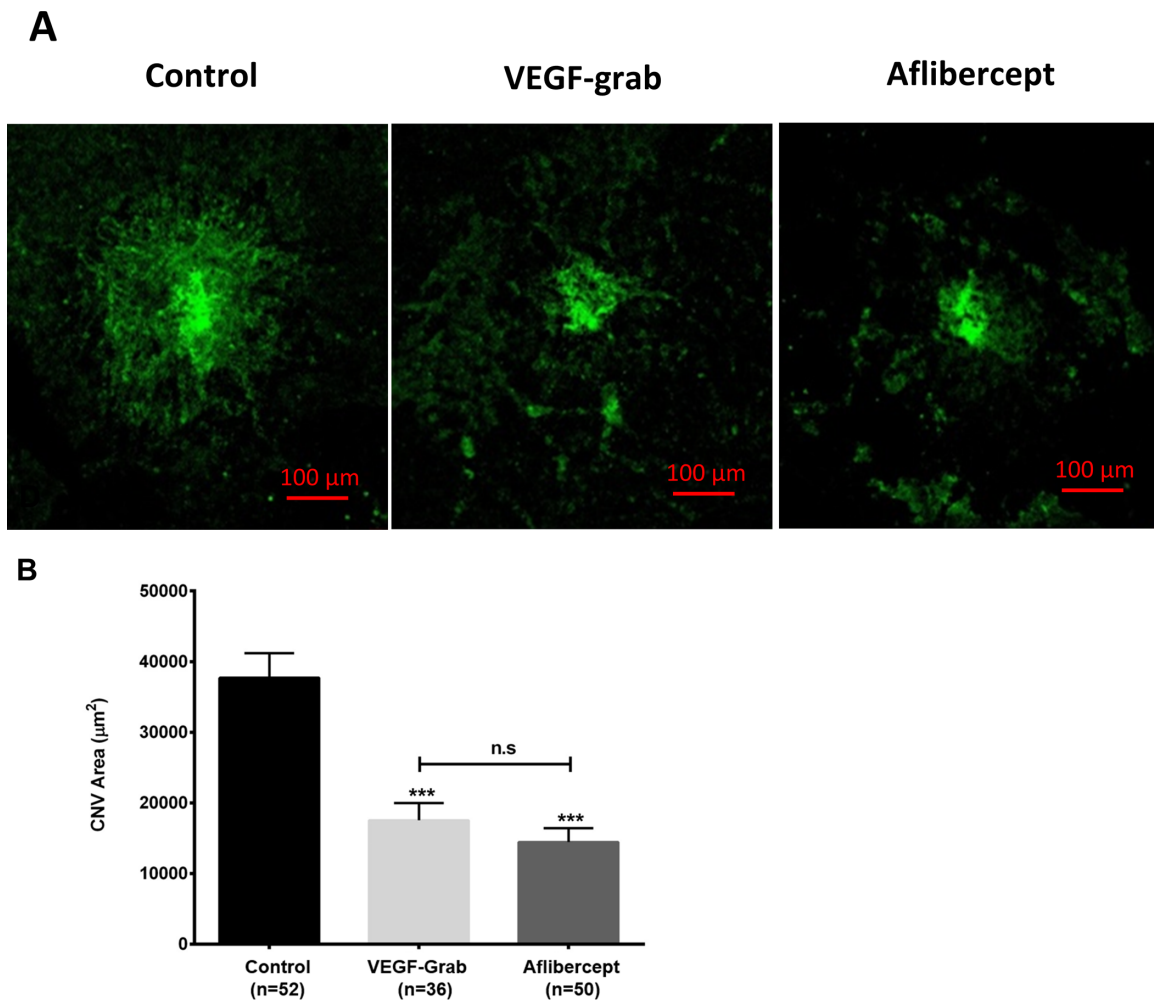 A
Control VEGF-grab Aflibercept
100 μm 100 μm 100 μm
B
50000
40000
30000
20000
10000
0
CNV Area (μm²)
n.s
***
***
Control VEGF-Grab Aflibercept
(n=52) (n=36) (n=50)